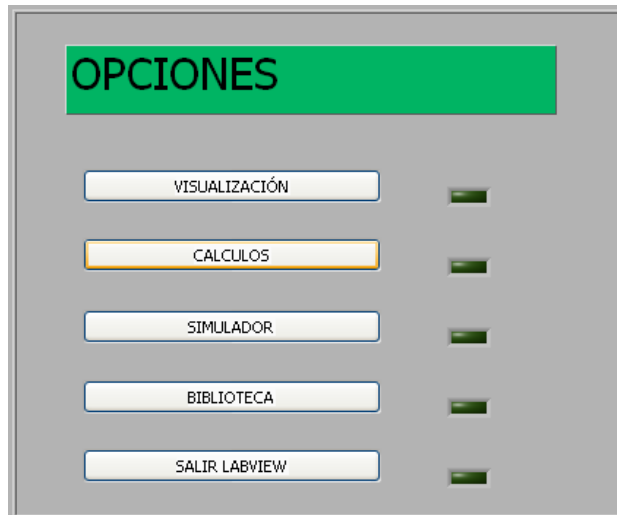 OPCIONES
VISUALIZACIÓN
CALCULOS
SIMULADOR
BIBLIOTECA
SALIR LABVIEW